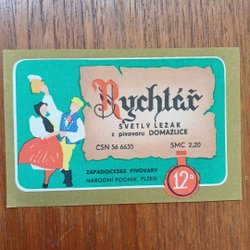 Rychtář
SVĚTLÝ LEŽÁK
z pivovaru DOMAŽLICE
ČSN 56 6635 SMC 2,20
ZÁPADOČESKÉ PIVOVARY
NÁRODNÍ PODNIK, PLZEŇ
12°